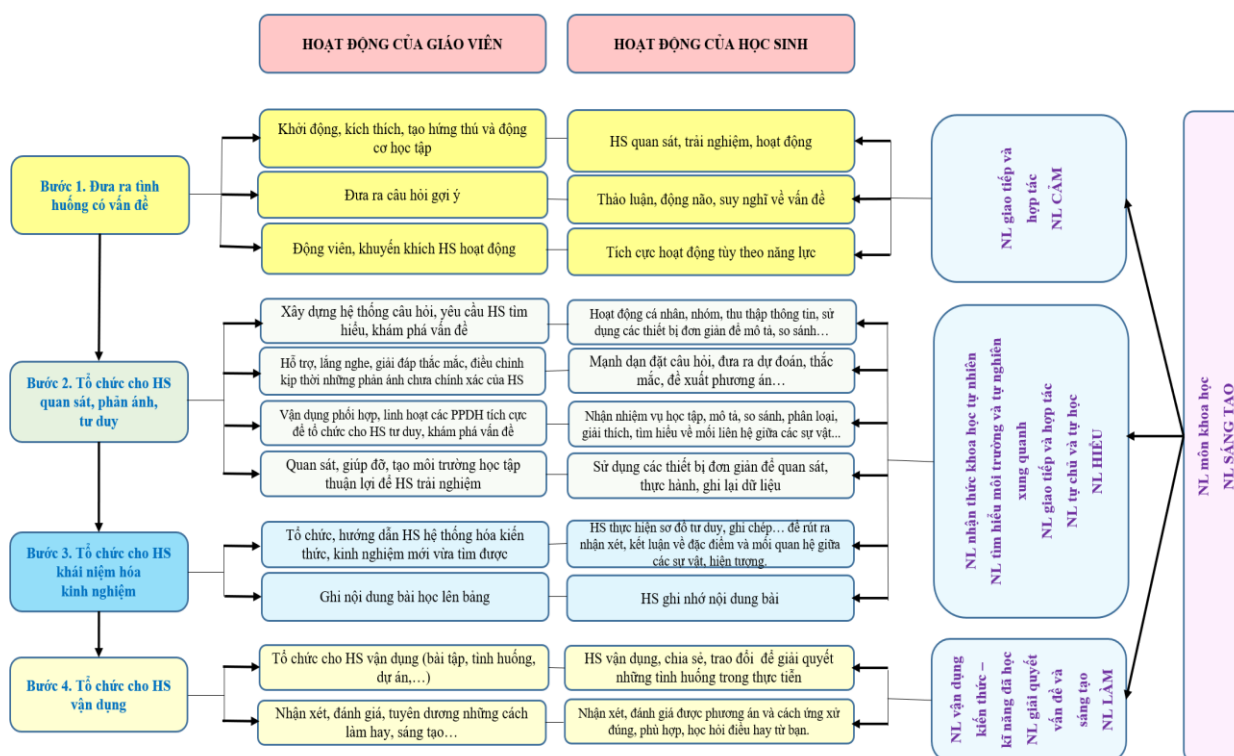 HOẠT ĐỘNG CỦA GIÁO VIÊN
HOẠT ĐỘNG CỦA HỌC SINH
Bước 1. Đưa ra tình
huống có vấn đề
Khởi động, kích thích, tạo hứng thú và động
cơ học tập
HS quan sát, trải nghiệm, hoạt động
Đưa ra câu hỏi gợi ý
Thảo luận, động não, suy nghĩ về vấn đề
Động viên, khuyến khích HS hoạt động
Tích cực hoạt động tùy theo năng lực
NL giao tiếp và
hợp tác
NL CẢM
Bước 2. Tổ chức cho HS
quan sát, phản ánh,
tư duy
Xây dựng hệ thống câu hỏi, yêu cầu HS tìm
hiểu, khám phá vấn đề
Hoạt động cá nhân, nhóm, thu thập thông tin, sử
dụng các thiết bị đơn giản để mô tả, so sánh…
Hỗ trợ, lắng nghe, giải đáp thắc mắc, điều chỉnh
kịp thời những phản ánh chưa chính xác của HS
Mạnh dạn đặt câu hỏi, đưa ra dự đoán, thắc
mắc, đề xuất phương án…
Vận dụng phối hợp, linh hoạt các PPDH tích cực
để tổ chức cho HS tư duy, khám phá vấn đề
Nhận nhiệm vụ học tập, mô tả, so sánh, phân loại,
giải thích, tìm hiểu về mối liên hệ giữa các sự vật...
Quan sát, giúp đỡ, tạo môi trường học tập
thuận lợi để HS trải nghiệm
Sử dụng các thiết bị đơn giản để quan sát,
thực hành, ghi lại dữ liệu
NL nhận thức khoa học tự nhiên
NL tìm hiểu môi trường và tự nghiên
xung quanh
NL giao tiếp và hợp tác
NL tự chủ và tự học
NL HIỂU
Bước 3. Tổ chức cho HS
khái niệm hóa
kinh nghiệm
Tổ chức, hướng dẫn HS hệ thống hóa kiến
thức, kinh nghiệm mới vừa tìm được
HS thực hiện sơ đồ tư duy, ghi chép… để rút ra
nhận xét, kết luận về đặc điểm và mối quan hệ giữa
các sự vật, hiện tượng.
Ghi nội dung bài học lên bảng
HS ghi nhớ nội dung bài
Bước 4. Tổ chức cho HS
vận dụng
Tổ chức cho HS vận dụng (bài tập, tình huống,
dự án,…)
HS vận dụng, chia sẻ, trao đổi để giải quyết
những tình huống trong thực tiễn
Nhận xét, đánh giá, tuyên dương những cách
làm hay, sáng tạo…
Nhận xét, đánh giá được phương án và cách ứng xử
đúng, phù hợp, học hỏi điều hay từ bạn.
NL vận dụng
kiến thức –
kĩ năng đã học
NL giải quyết
vấn đề và
sáng tạo
NL LÀM
NL môn khoa học
NL SÁNG TẠO